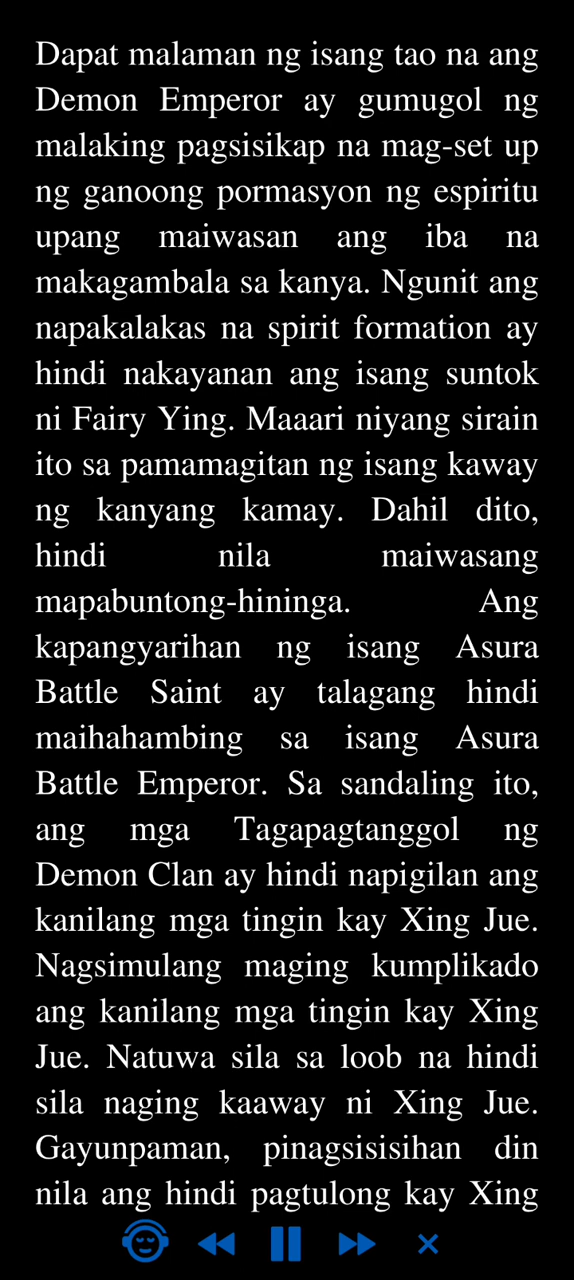 Dapat malaman ng isang tao na ang
Demon Emperor ay gumugol ng
malaking pagsisikap na mag-set up
ng ganoong pormasyon ng espiritu
upang maiwasan ang iba na
makagambala sa kanya. Ngunit ang
napakalakas na spirit formation ay
hindi nakayanan ang isang suntok
ni Fairy Ying. Maaari niyang sirain
ito sa pamamagitan ng isang kaway
ng kanyang kamay. Dahil dito,
hindi nila maiwasang
mapabuntong-hininga. Ang
kapangyarihan ng isang Asura
Battle Saint ay talagang hindi
maihahambing sa isang Asura
Battle Emperor. Sa sandaling ito,
ang mga Tagapagtanggol ng
Demon Clan ay hindi napigilan ang
kanilang mga tingin kay Xing Jue.
Nagsimulang maging kumplikado
ang kanilang mga tingin kay Xing
Jue. Natuwa sila sa loob na hindi
sila naging kaaway ni Xing Jue.
Gayunpaman, pinagsisisihan din
nila ang hindi pagtulong kay Xing